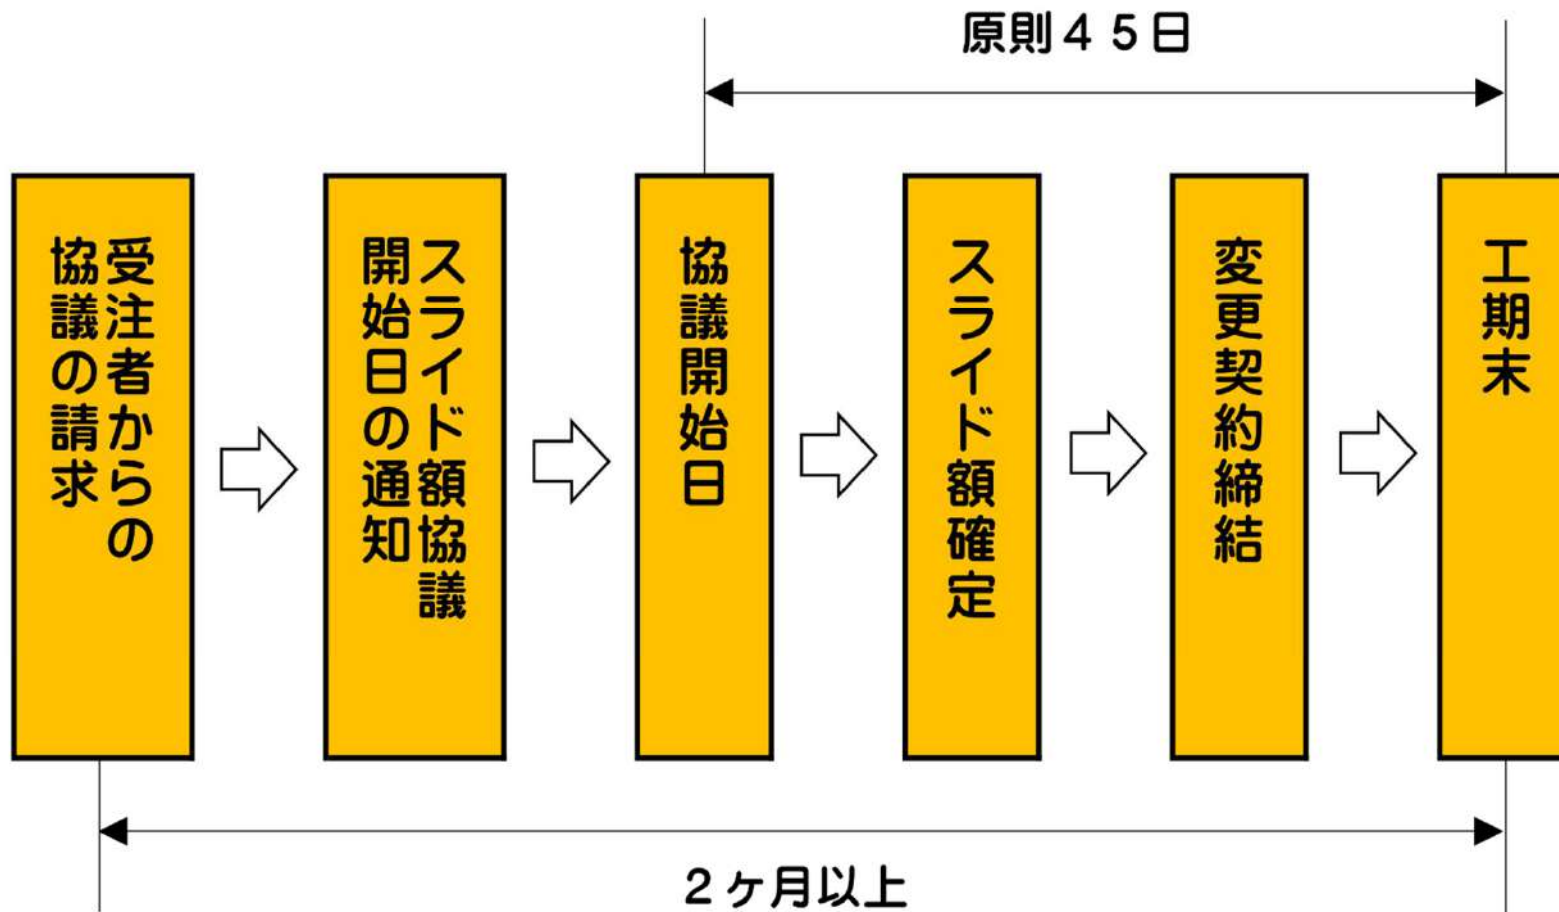 原則４５日
受注者からの
協議の請求
スライド額協議
開始日の通知
協議開始日
スライド額確定
変更契約締結
工期末
２ヶ月以上